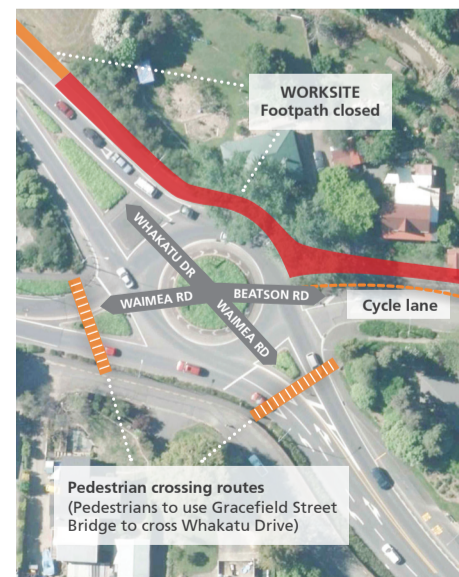 WORKSITE
Footpath closed
WHAKATU DR
WAIMEA RD
BEATSON RD
WAIMEA RD
Cycle lane
Pedestrian crossing routes
(Pedestrians to use Gracefield Street
Bridge to cross Whakatu Drive)